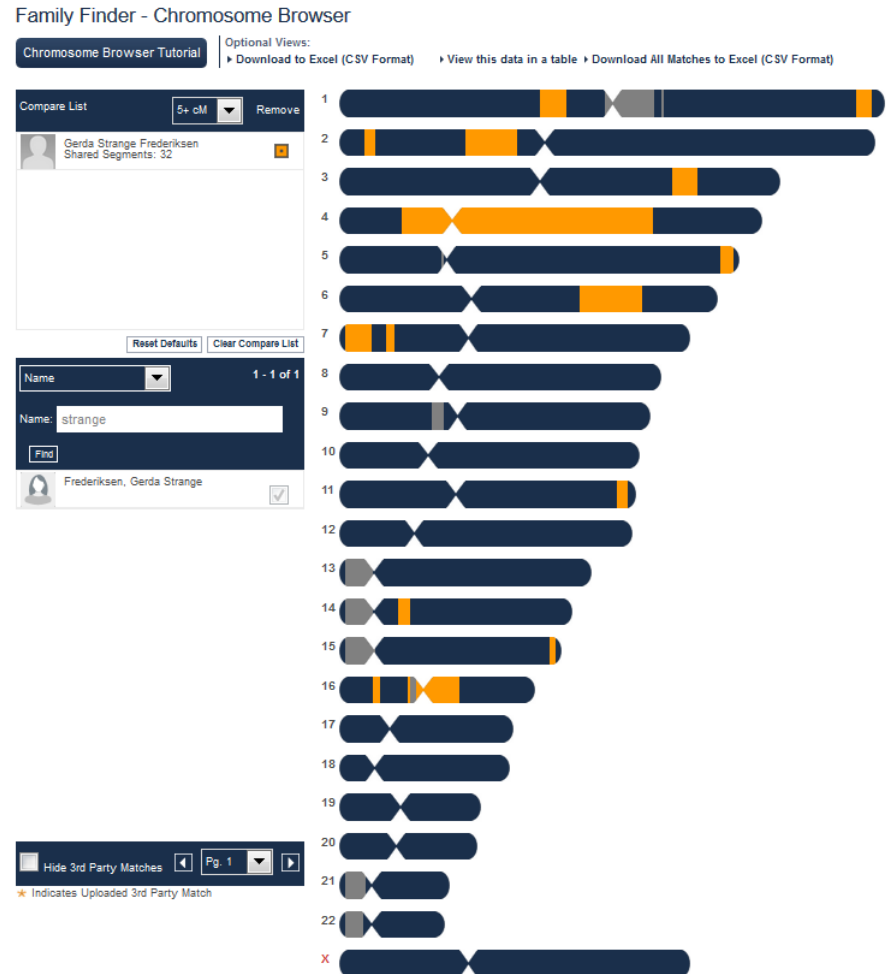 Family Finder - Chromosome Browser
Chromosome Browser Tutorial
Optional Views:
Download to Excel (CSV Format) View this data in a table Download All Matches to Excel (CSV Format)
Compare List 5+ cM Remove
Gerda Strange Frederiksen
Shared Segments: 32
Reset Defaults Clear Compare List
Name 1 - 1 of 1
Name: strange
Find
Frederiksen, Gerda Strange
Hide 3rd Party Matches Pg. 1
★ Indicates Uploaded 3rd Party Match
1
2
3
4
5
6
7
8
9
10
11
12
13
14
15
16
17
18
19
20
21
22
X